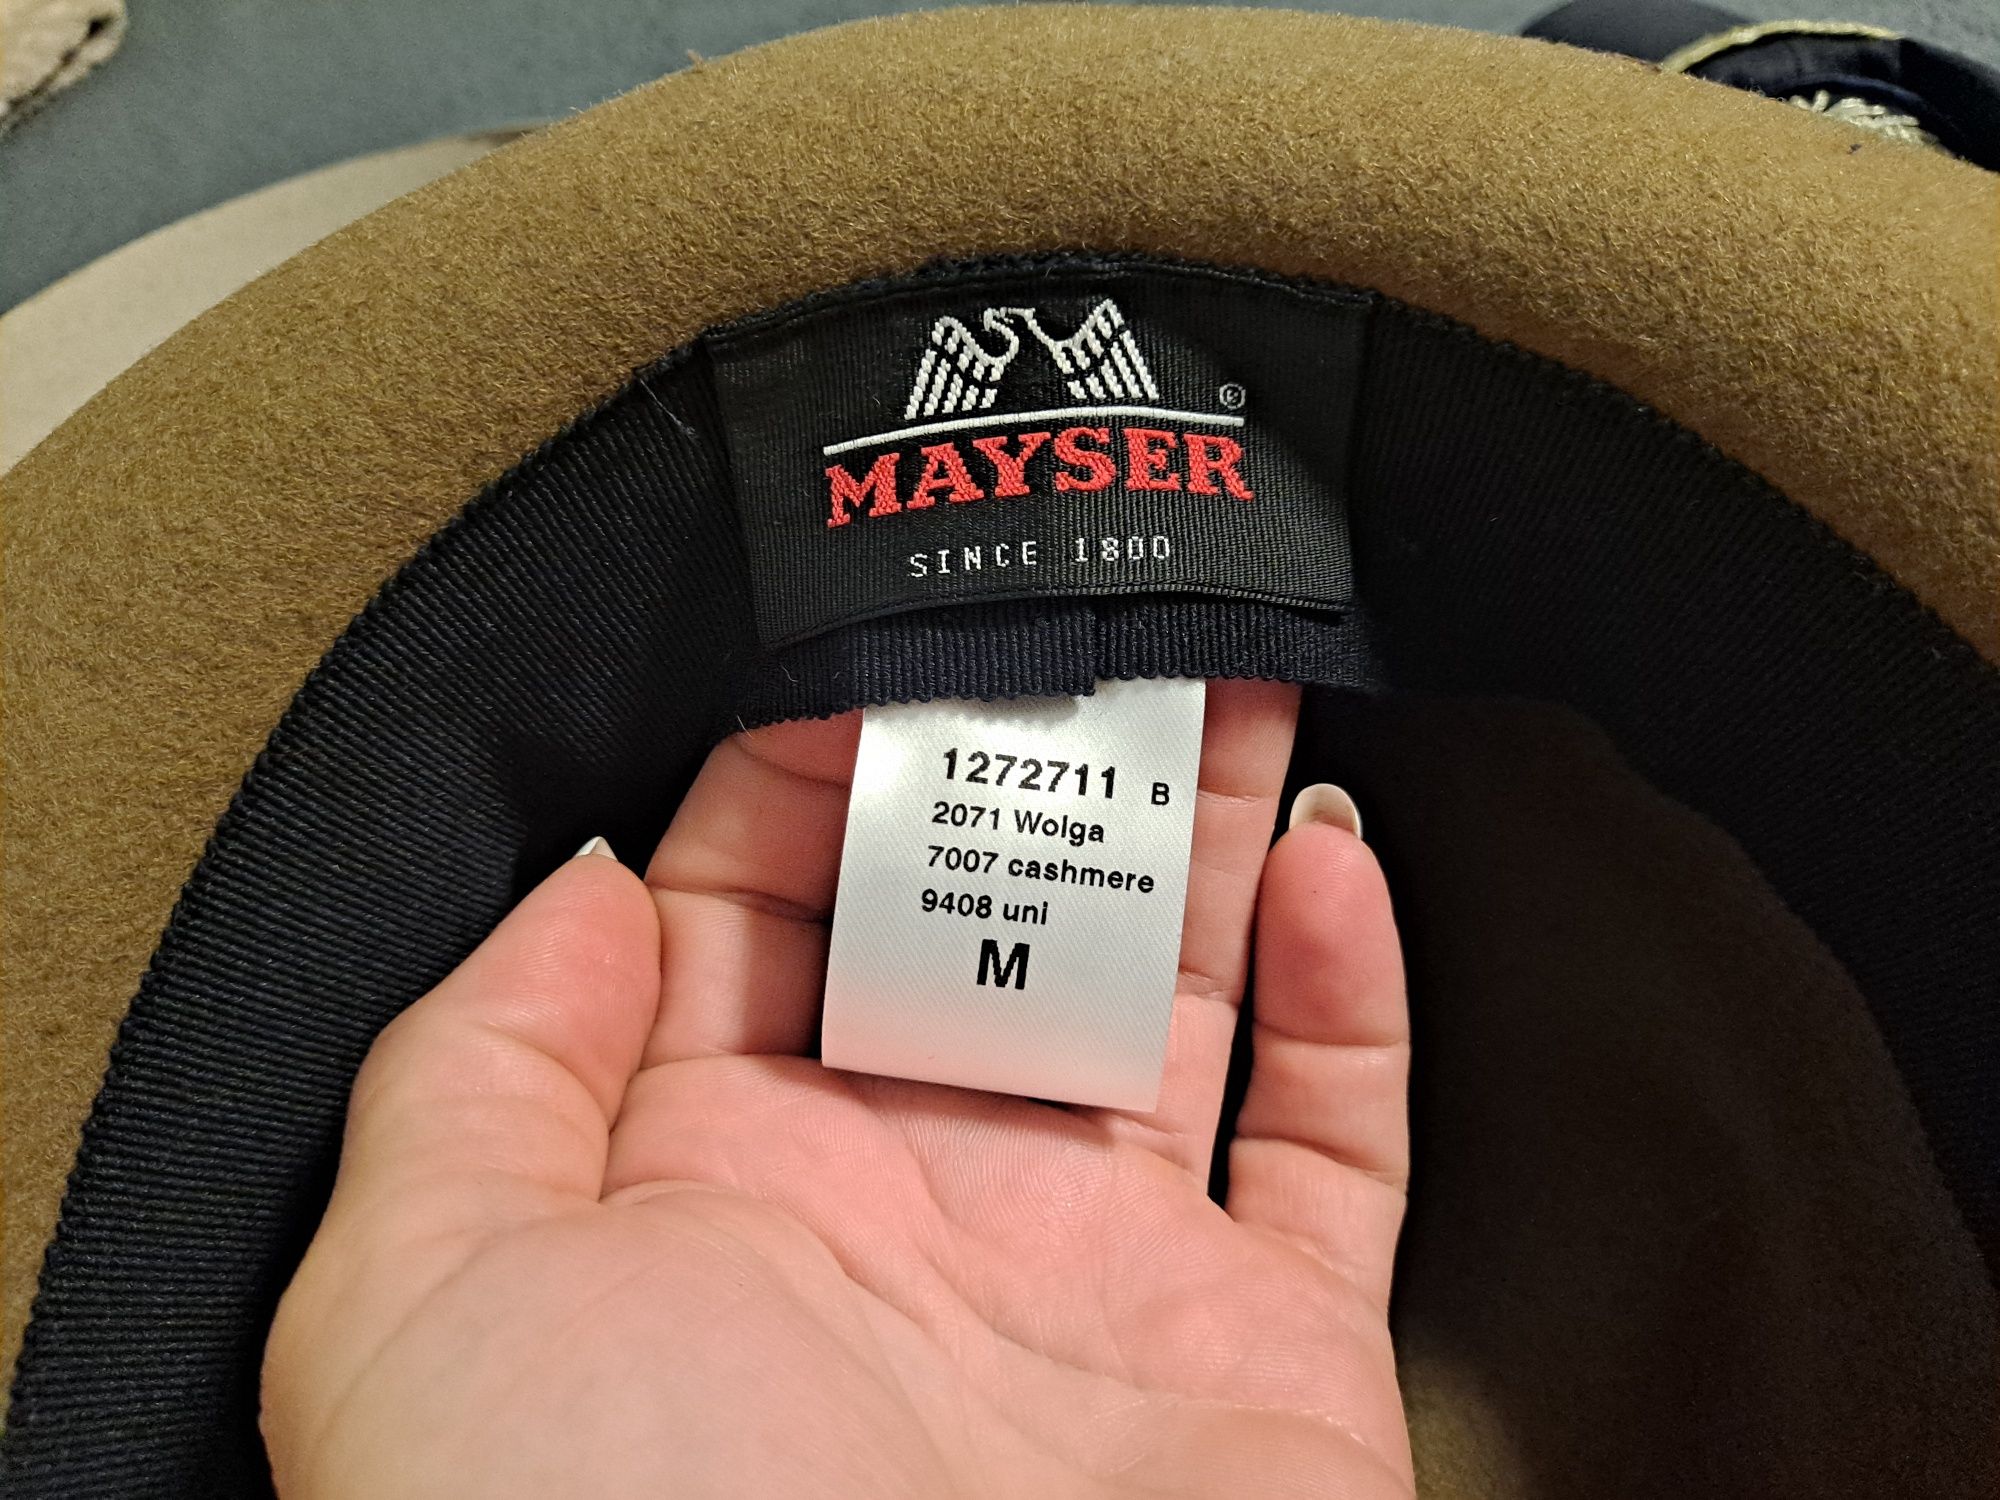 MAYSER
SINCE 1800
1272711 B
2071 Wolga
7007 cashmere
9408 uni
M